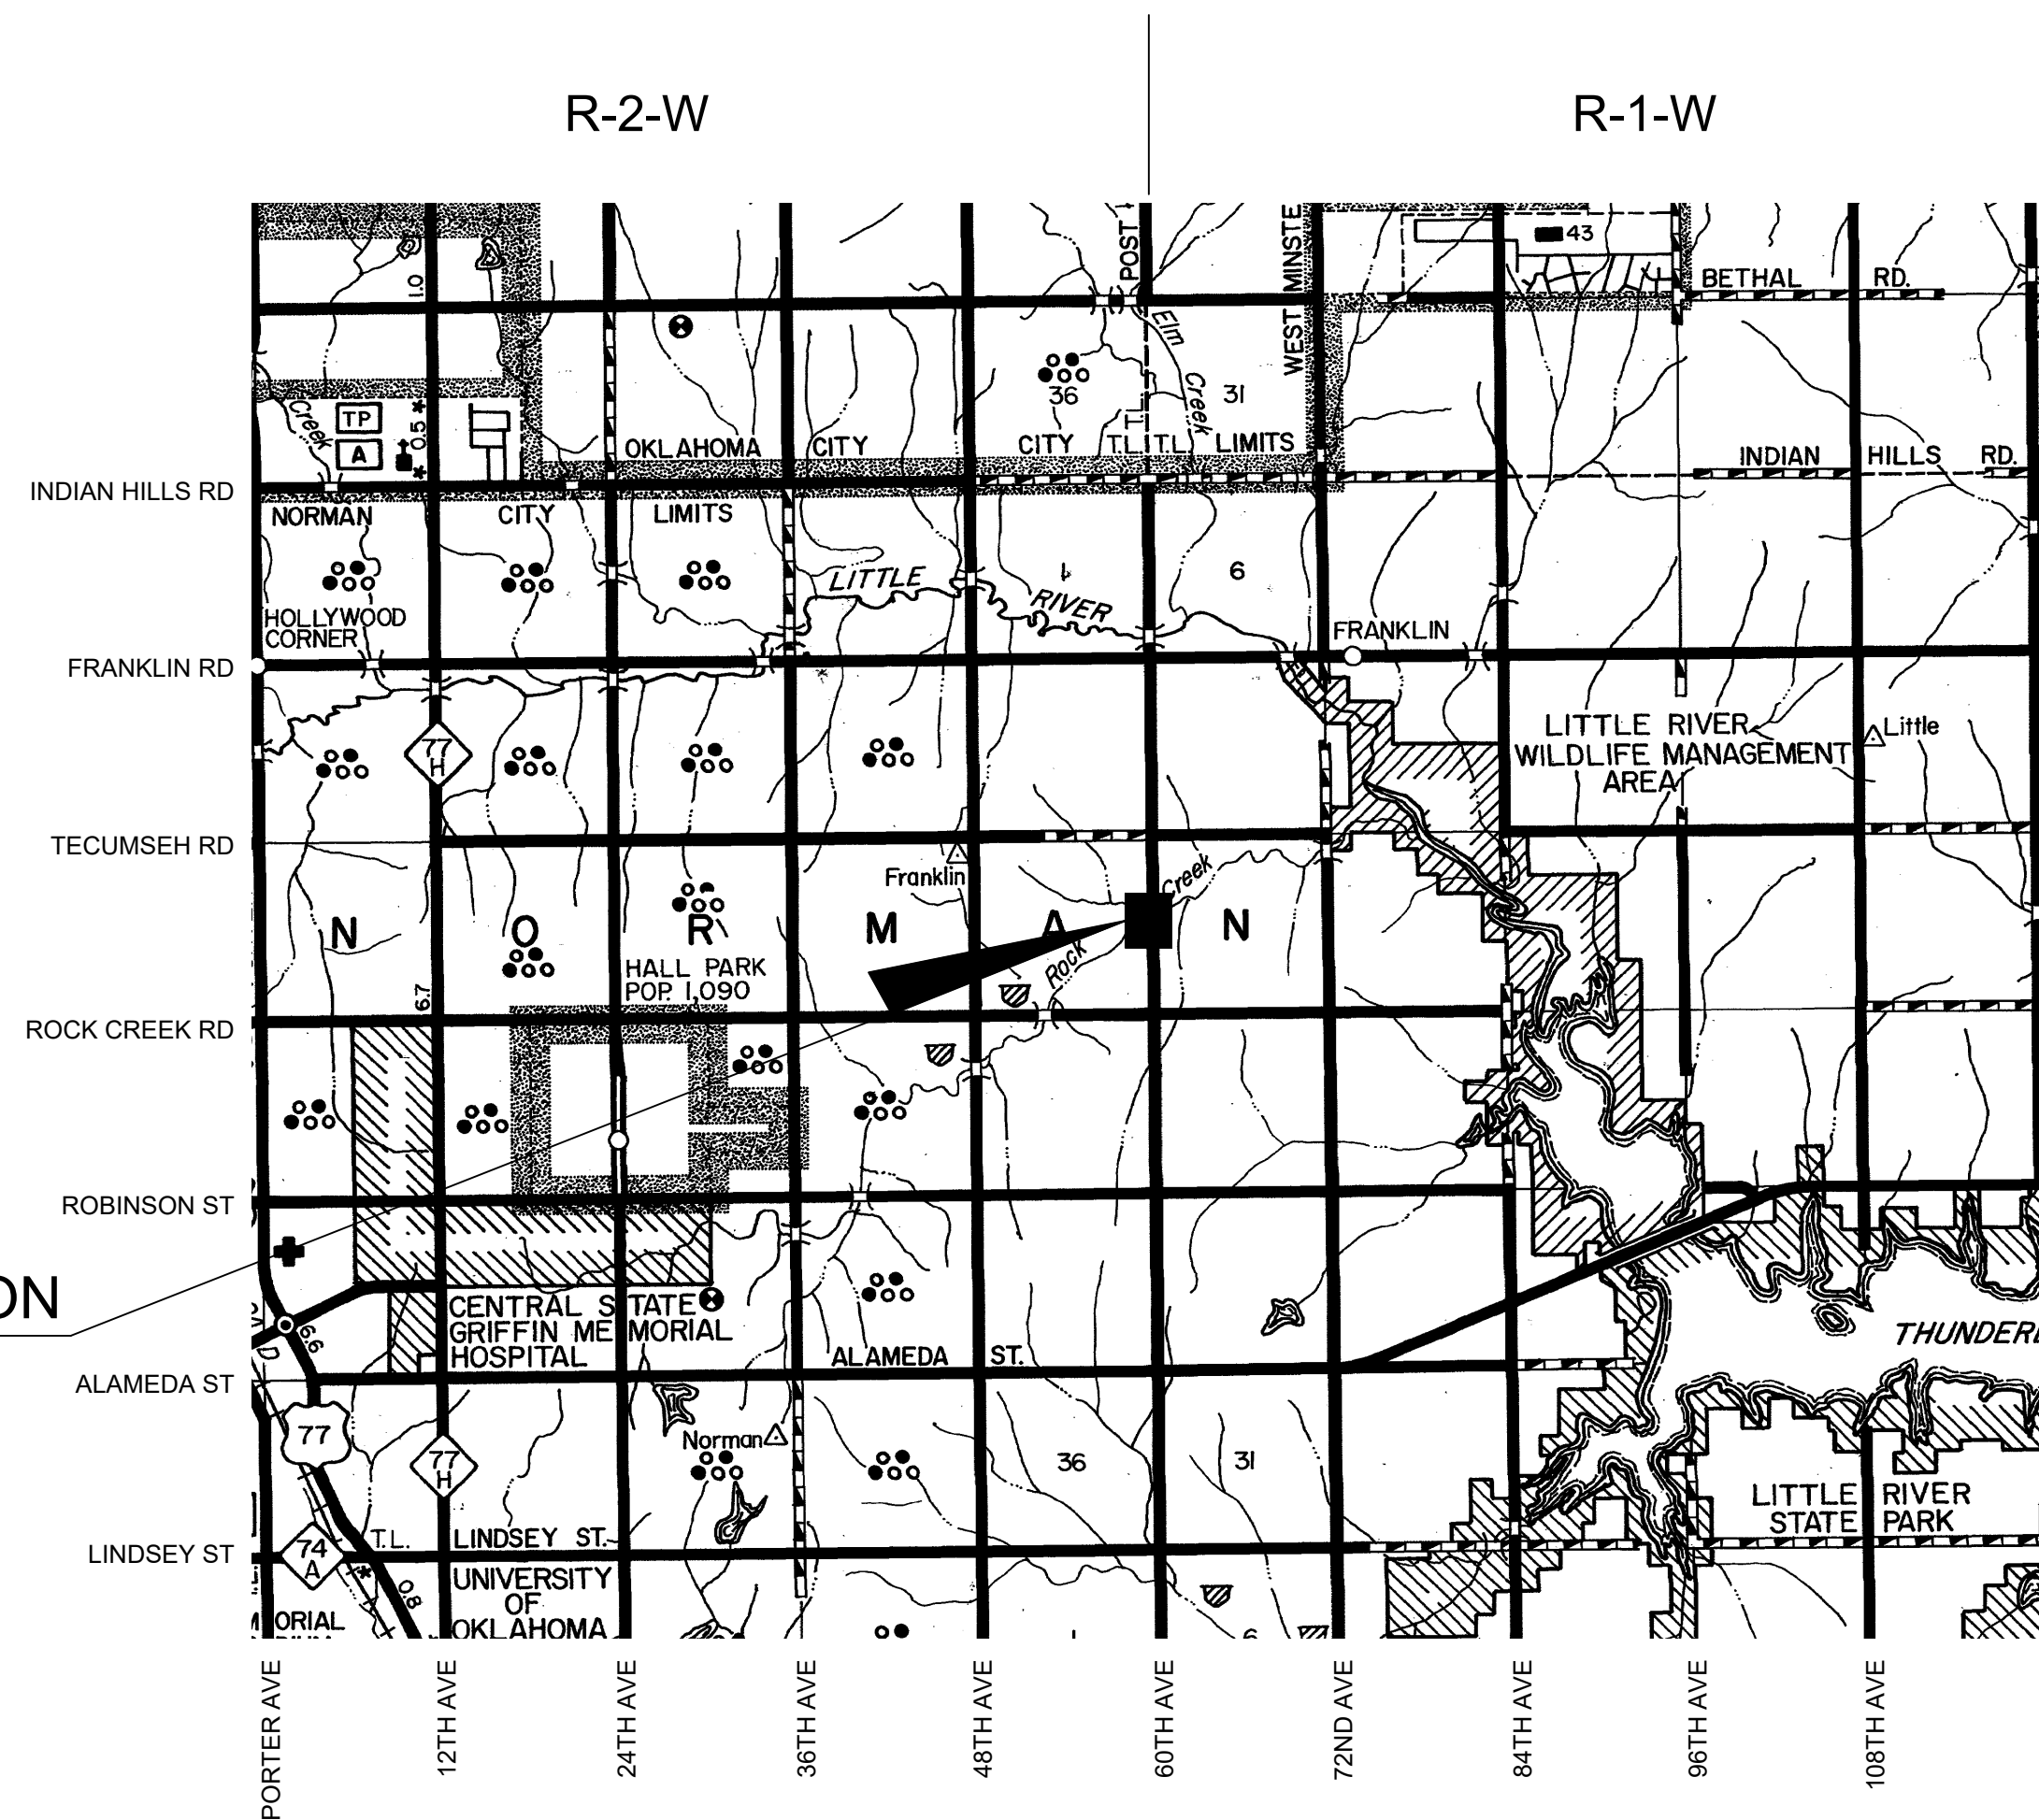 R-2-W
R-1-W
POST
WEST MINSTE
43
BETHAL RD.
1.0
Elm
Creek
36
31
TP
A
Creek
0.5
T.L.
OKLAHOMA CITY
CITY T.L. T.L. LIMITS
INDIAN HILLS RD.
INDIAN HILLS RD
NORMAN CITY LIMITS
LITTLE
RIVER
1
6
HOLLYWOOD
CORNER
FRANKLIN
FRANKLIN RD
77
H
LITTLE RIVER
WILDLIFE MANAGEMENT
AREA
Little
TECUMSEH RD
Franklin
Creek
Rock
N O R M A N
HALL PARK
POP. 1,090
6.7
ROCK CREEK RD
ROBINSON ST
ON
CENTRAL STATE
GRIFFIN MEMORIAL
HOSPITAL
6.6
THUNDER
ALAMEDA ST.
ALAMEDA ST
77
77
H
Norman
36
31
LITTLE RIVER
STATE PARK
LINDSEY ST
74
A
T.L.
LINDSEY ST.
0.8
UNIVERSITY
OF
OKLAHOMA
ORIAL
6
PORTER AVE
12TH AVE
24TH AVE
36TH AVE
48TH AVE
60TH AVE
72ND AVE
84TH AVE
96TH AVE
108TH AVE